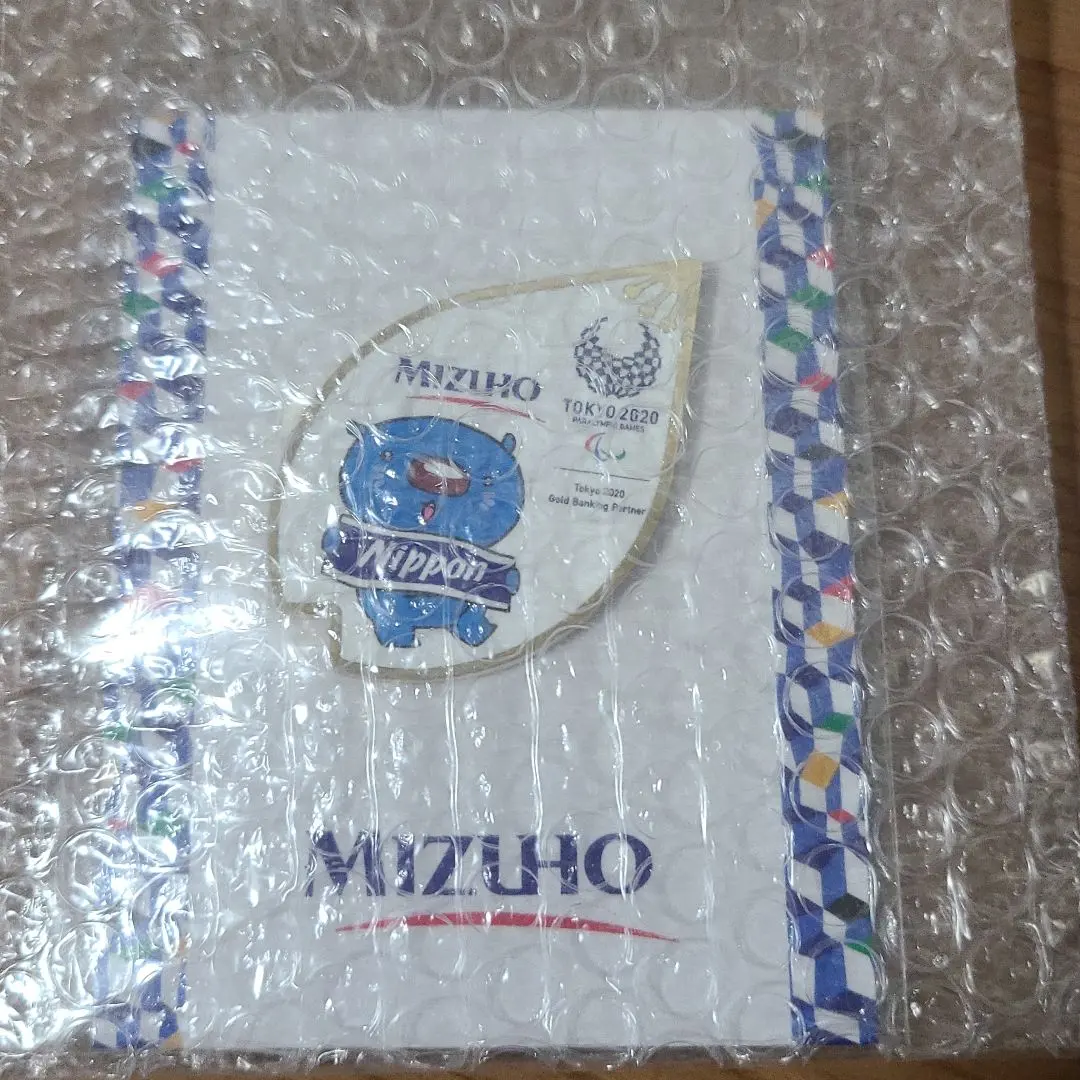 MIZUHO
TOKYO 2020
PARALYMPIC GAMES
Tokyo 2020
Gold Banking Partner
Nippon
MIZUHO